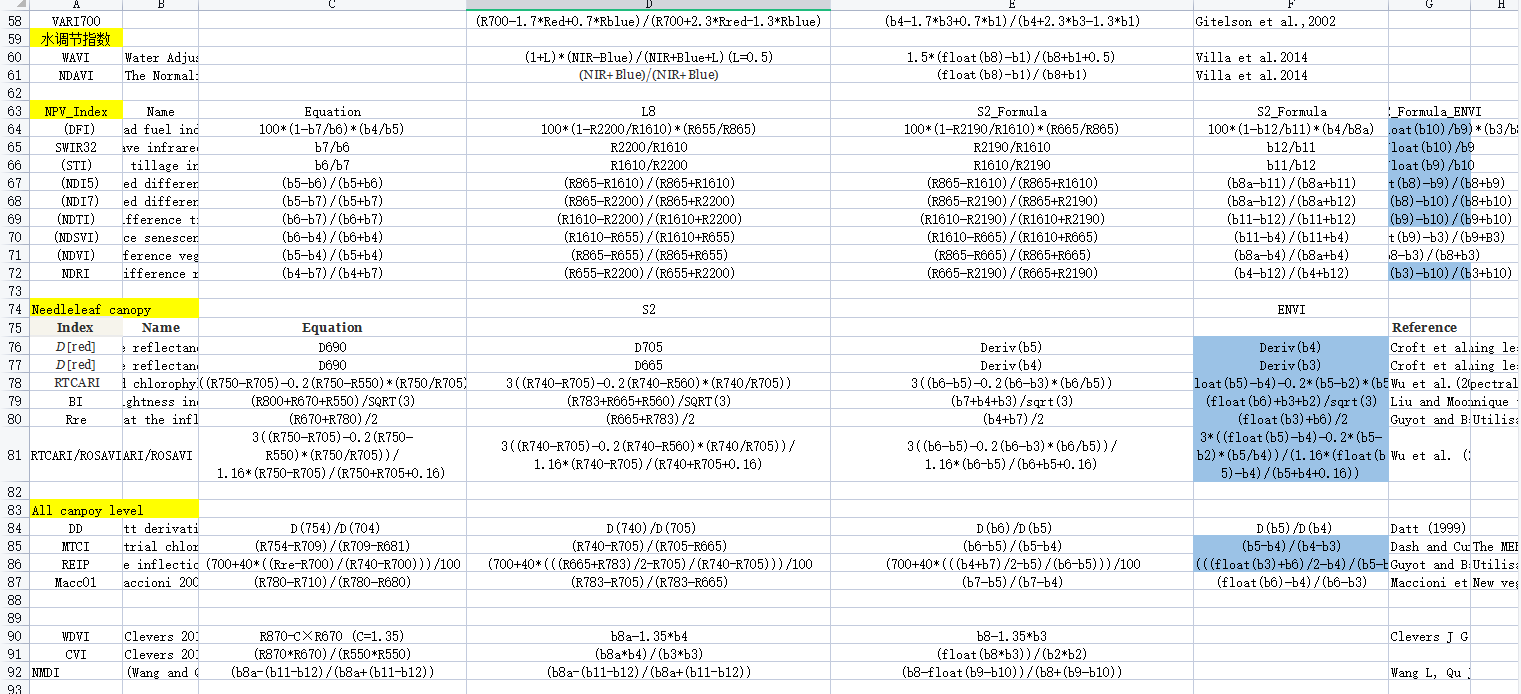 A B C D E F G H
58 VARI700 (R700-1.7*Red+0.7*Rblue)/(R700+2.3*Rred-1.3*Rblue) (b4-1.7*b3+0.7*b1)/(b4+2.3*b3-1.3*b1) Gitelson et al.,2002
59 水调节指数
60 WAVI Water Adjus (1+L)*(NIR-Blue)/(NIR+Blue+L)(L=0.5) 1.5*(float(b8)-b1)/(b8+b1+0.5) Villa et al.2014
61 NDAVI The Normali (NIR+Blue)/(NIR+Blue) (float(b8)-b1)/(b8+b1) Villa et al.2014
62
63 NPV_Index Name Equation L8 S2_Formula S2_Formula _Formula_ENVI
64 (DFI) ad fuel ind 100*(1-b7/b6)*(b4/b5) 100*(1-R2200/R1610)*(R655/R865) 100*(1-R2190/R1610)*(R665/R865) 100*(1-b12/b11)*(b4/b8a) loat(b10)/b9)*(b3/b8
65 SWIR32 ave infrared b7/b6 R2200/R1610 R2190/R1610 b12/b11 loat(b10)/b9
66 (STI) tillage in b6/b7 R1610/R2200 R1610/R2190 b11/b12 float(b9)/b10
67 (NDI5) ed differen (b5-b6)/(b5+b6) (R865-R1610)/(R865+R1610) (R865-R1610)/(R865+R1610) (b8a-b11)/(b8a+b11) t(b8)-b9)/(b8+b9)
68 (NDI7) ed differen (b5-b7)/(b5+b7) (R865-R2200)/(R865+R2200) (R865-R2190)/(R865+R2190) (b8a-b12)/(b8a+b12) (b8)-b10)/(b8+b10)
69 (NDTI) ifference ti (b6-b7)/(b6+b7) (R1610-R2200)/(R1610+R2200) (R1610-R2190)/(R1610+R2190) (b11-b12)/(b11+b12) (b9)-b10)/(b9+b10)
70 (NDSVI) ce senescen (b6-b4)/(b6+b4) (R1610-R655)/(R1610+R655) (R1610-R665)/(R1610+R665) (b11-b4)/(b11+b4) t(b9)-b3)/(b9+B3)
71 (NDVI) ference veg (b5-b4)/(b5+b4) (R865-R655)/(R865+R655) (R865-R665)/(R865+R665) (b8a-b4)/(b8a+b4) b8-b3)/(b8+b3)
72 NDRI ifference r (b4-b7)/(b4+b7) (R655-R2200)/(R655+R2200) (R665-R2190)/(R665+R2190) (b4-b12)/(b4+b12) (b3)-b10)/(b3+b10)
73
74 Needleleaf canopy S2 ENVI
75 Index Name Equation Reference
76 D[red] e reflectan D690 D705 Deriv(b5) Deriv(b4) Croft et al. ing le
77 D[red] e reflectan D690 D665 Deriv(b4) Deriv(b3) Croft et al. ing le
78 RTCARI d chlorophy ((R750-R705)-0.2(R750-R550)*(R750/R705) 3((R740-R705)-0.2(R740-R560)*(R740/R705)) 3((b6-b5)-0.2(b6-b3)*(b6/b5)) loat(b5)-b4)-0.2*(b5-b2)*(b5 Wu et al.(20 pectral
79 BI ghtness in (R800+R670+R550)/SQRT(3) (R783+R665+R560)/SQRT(3) (b7+b4+b3)/sqrt(3) (float(b6)+b3+b2)/sqrt(3) Liu and Moo nique
80 Rre at the infl (R670+R780)/2 (R665+R783)/2 (b4+b7)/2 (float(b3)+b6)/2 Guyot and B Utilis
81 RTCARI/ROSAVI ARI/ROSAVI 3((R750-R705)-0.2(R750-
R550)*(R750/R705))/
1.16*(R750-R705)/(R750+R705+0.16) 3((R740-R705)-0.2(R740-R560)*(R740/R705))/
1.16*(R740-R705)/(R740+R705+0.16) 3((b6-b5)-0.2(b6-b3)*(b6/b5))/
1.16*(b6-b5)/(b6+b5+0.16) 3*((float(b5)-b4)-0.2*(b5-
b2)*(b5/b4))/(1.16*(float(b
5)-b4)/(b5+b4+0.16)) Wu et al. (
82
83 All canpoy level
84 DD tt derivati D(754)/D(704) D(740)/D(705) D(b6)/D(b5) D(b5)/D(b4) Datt (1999)
85 MTCI trial chlor (R754-R709)/(R709-R681) (R740-R705)/(R705-R665) (b6-b5)/(b5-b4) (b5-b4)/(b4-b3) Dash and Cu The MER
86 REIP e inflectio (700+40*((Rre-R700)/(R740-R700)))/100 (700+40*(((R665+R783)/2-R705)/(R740-R705)))/100 (700+40*(((b4+b7)/2-b5)/(b6-b5)))/100 (((float(b3)+b6)/2-b4)/(b5-b Guyot and B Utilis
87 Macc01 accioni 200 (R780-R710)/(R780-R680) (R783-R705)/(R783-R665) (b7-b5)/(b7-b4) (float(b6)-b4)/(b6-b3) Maccioni et New veg
88
89
90 WDVI Clevers 201 R870-C×R670 (C=1.35) b8a-1.35*b4 b8-1.35*b3 Clevers J G
91 CVI Clevers 201 (R870*R670)/(R550*R550) (b8a*b4)/(b3*b3) (float(b8*b3))/(b2*b2)
92 NMDI (Wang and Q (b8a-(b11-b12)/(b8a+(b11-b12)) (b8a-(b11-b12)/(b8a+(b11-b12)) (b8-float(b9-b10))/(b8+(b9-b10)) Wang L, Qu J
93